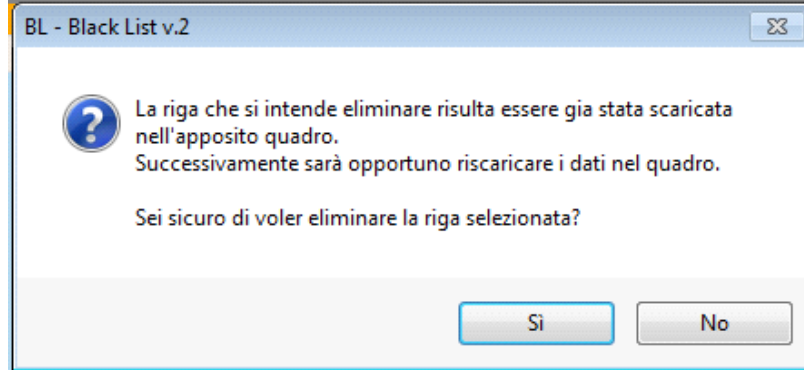 BL - Black List v.2
La riga che si intende eliminare risulta essere gia stata scaricata
nell'apposito quadro.
Successivamente sarà opportuno riscaricare i dati nel quadro.
Sei sicuro di voler eliminare la riga selezionata?
Sì
No